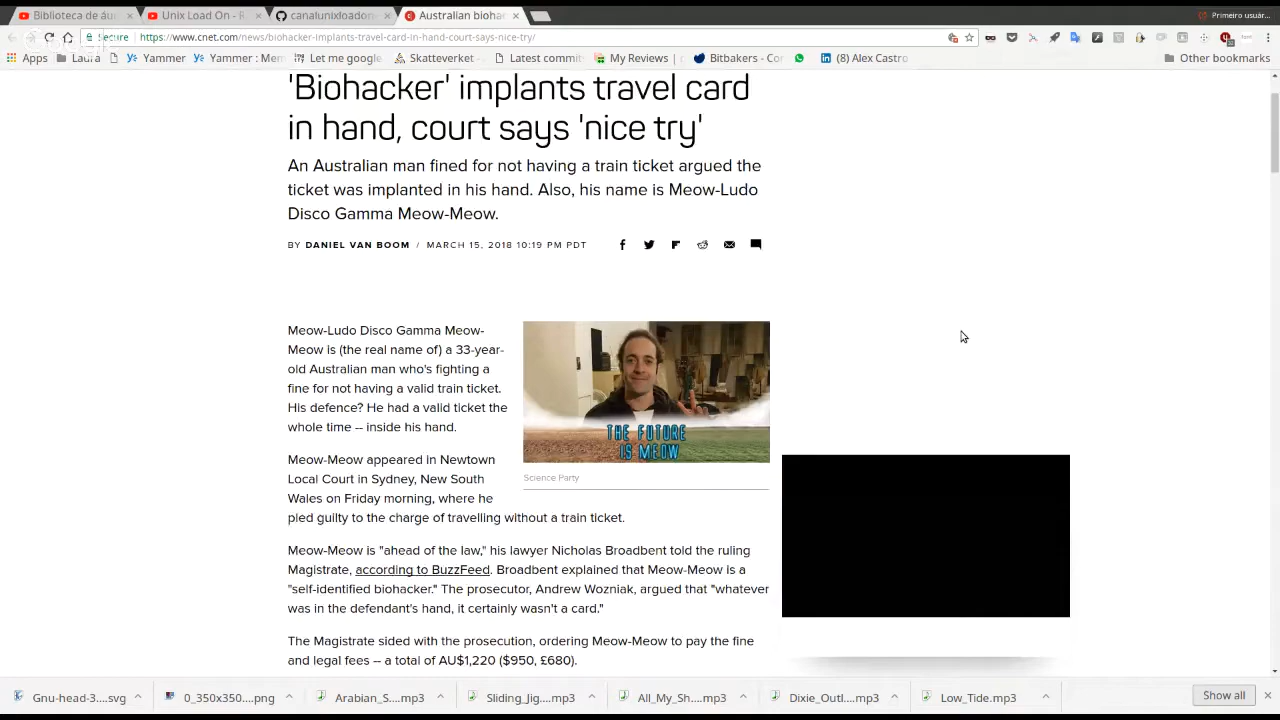 Biblioteca de áu
Unix Load On - 
canalunixloadon
Australian biohac
Primeiro usuár...
Secure
https://www.cnet.com/news/biohacker-implants-travel-card-in-hand-court-says-nice-try/
Apps
Laura
Yammer
Yammer : Mem
Let me google
Skatteverket -
Latest commit
My Reviews |
Bitbakers - Co
(8) Alex Castro
Other bookmarks
'Biohacker' implants travel card
in hand, court says 'nice try'
An Australian man fined for not having a train ticket argued the
ticket was implanted in his hand. Also, his name is Meow-Ludo
Disco Gamma Meow-Meow.
BY DANIEL VAN BOOM / MARCH 15, 2018 10:19 PM PDT
Meow-Ludo Disco Gamma Meow-
Meow is (the real name of) a 33-year-
old Australian man who's fighting a
fine for not having a valid train ticket.
His defence? He had a valid ticket the
whole time -- inside his hand.
THE FUTURE
IS MEOW
Science Party
Meow-Meow appeared in Newtown
Local Court in Sydney, New South
Wales on Friday morning, where he
pled guilty to the charge of travelling without a train ticket.
Meow-Meow is "ahead of the law," his lawyer Nicholas Broadbent told the ruling
Magistrate, according to BuzzFeed. Broadbent explained that Meow-Meow is a
"self-identified biohacker." The prosecutor, Andrew Wozniak, argued that "whatever
was in the defendant's hand, it certainly wasn't a card."
The Magistrate sided with the prosecution, ordering Meow-Meow to pay the fine
and legal fees -- a total of AU$1,220 ($950, £680).
Gnu-head-3....svg
0_350x350....png
Arabian_S....mp3
Sliding_Jig....mp3
All_My_Sh....mp3
Dixie_Outl....mp3
Low_Tide.mp3
Show all